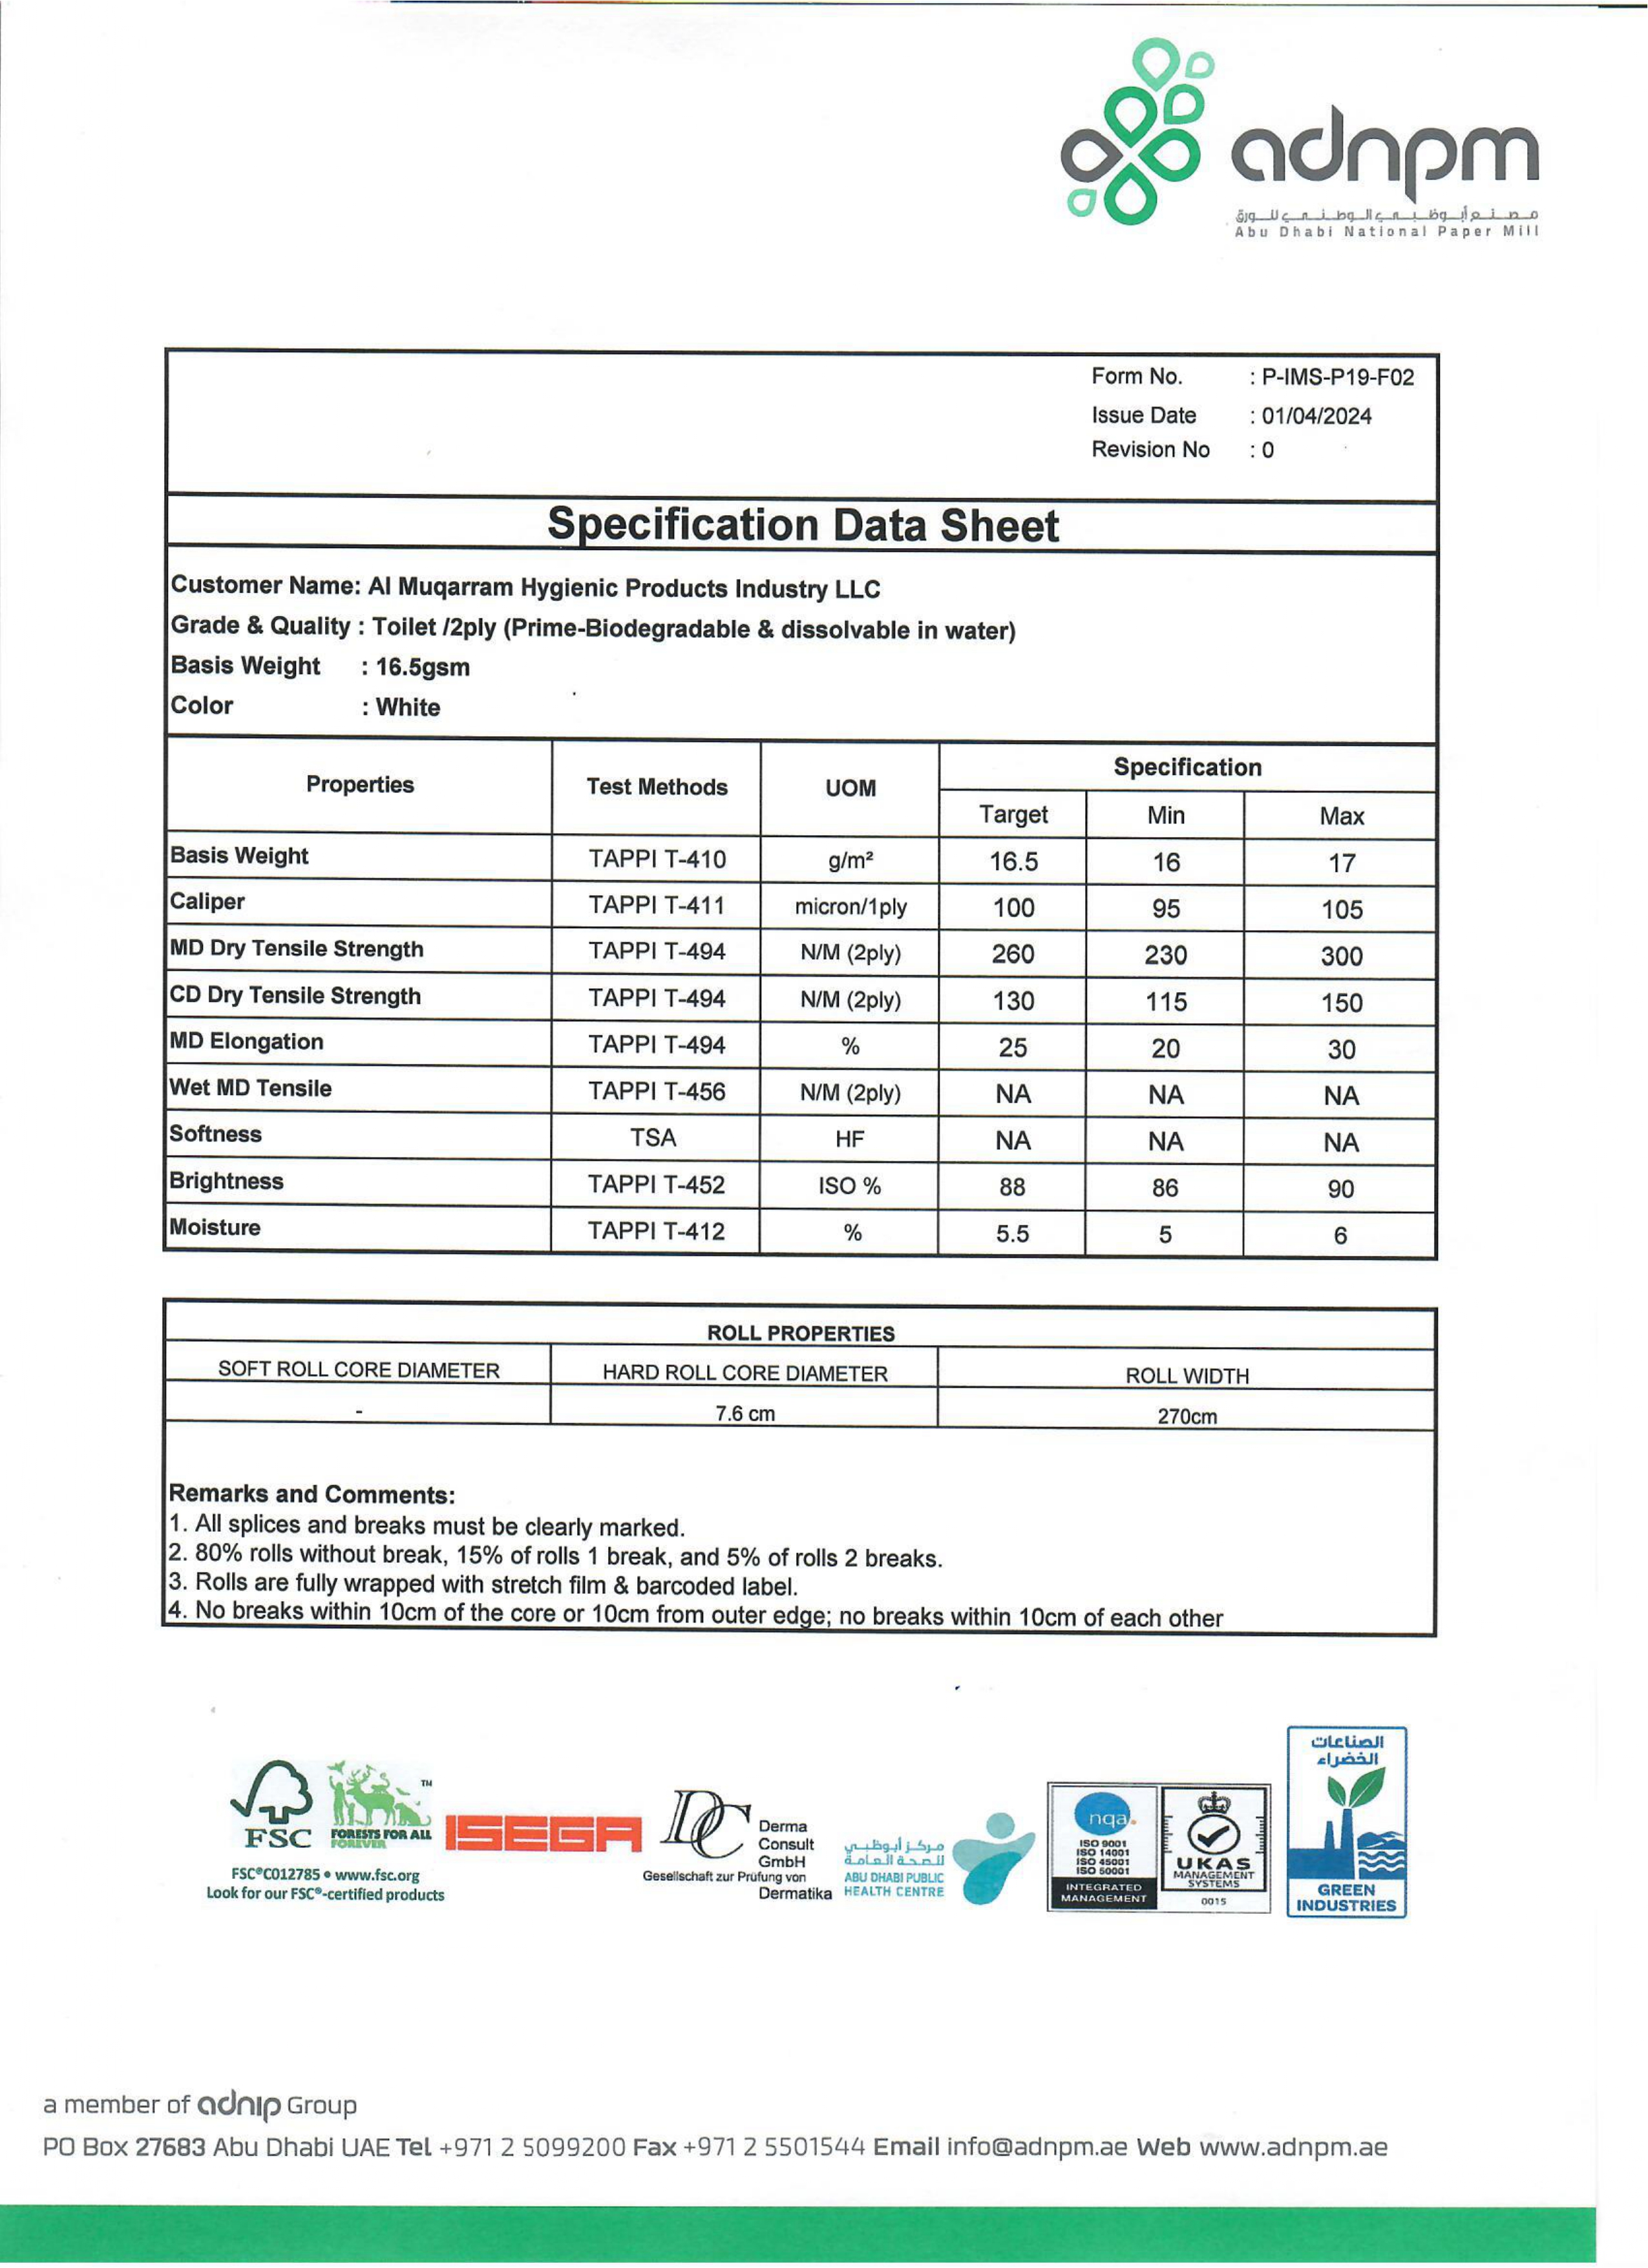 adnpm
مصنع أبوظبي الوطني للورق
Abu Dhabi National Paper Mill
Form No. : P-IMS-P19-F02
Issue Date : 01/04/2024
Revision No : 0
Specification Data Sheet
Customer Name: Al Muqarram Hygienic Products Industry LLC
Grade & Quality : Toilet /2ply (Prime-Biodegradable & dissolvable in water)
Basis Weight : 16.5gsm
Color : White
Properties Test Methods UOM Specification
Target Min Max
Basis Weight TAPPI T-410 g/m² 16.5 16 17
Caliper TAPPI T-411 micron/1ply 100 95 105
MD Dry Tensile Strength TAPPI T-494 N/M (2ply) 260 230 300
CD Dry Tensile Strength TAPPI T-494 N/M (2ply) 130 115 150
MD Elongation TAPPI T-494 % 25 20 30
Wet MD Tensile TAPPI T-456 N/M (2ply) NA NA NA
Softness TSA HF NA NA NA
Brightness TAPPI T-452 ISO % 88 86 90
Moisture TAPPI T-412 % 5.5 5 6
ROLL PROPERTIES
SOFT ROLL CORE DIAMETER HARD ROLL CORE DIAMETER ROLL WIDTH
- 7.6 cm 270cm
Remarks and Comments:
1. All splices and breaks must be clearly marked.
2. 80% rolls without break, 15% of rolls 1 break, and 5% of rolls 2 breaks.
3. Rolls are fully wrapped with stretch film & barcoded label.
4. No breaks within 10cm of the core or 10cm from outer edge; no breaks within 10cm of each other
FSC
TM
FORESTS FOR ALL
FOREVER
FSC®C012785 • www.fsc.org
Look for our FSC®-certified products
ISEGA
DC
Derma
Consult
GmbH
Gesellschaft zur Prüfung von
Dermatika
مركز أبوظبي
للصحة العامة
ABU DHABI PUBLIC
HEALTH CENTRE
nqa.
ISO 9001
ISO 14001
ISO 45001
ISO 50001
INTEGRATED
MANAGEMENT
UKAS
MANAGEMENT
SYSTEMS
0015
الصناعات
الخضراء
GREEN
INDUSTRIES
a member of adnip Group
PO Box 27683 Abu Dhabi UAE Tel +971 2 5099200 Fax +971 2 5501544 Email info@adnpm.ae Web www.adnpm.ae